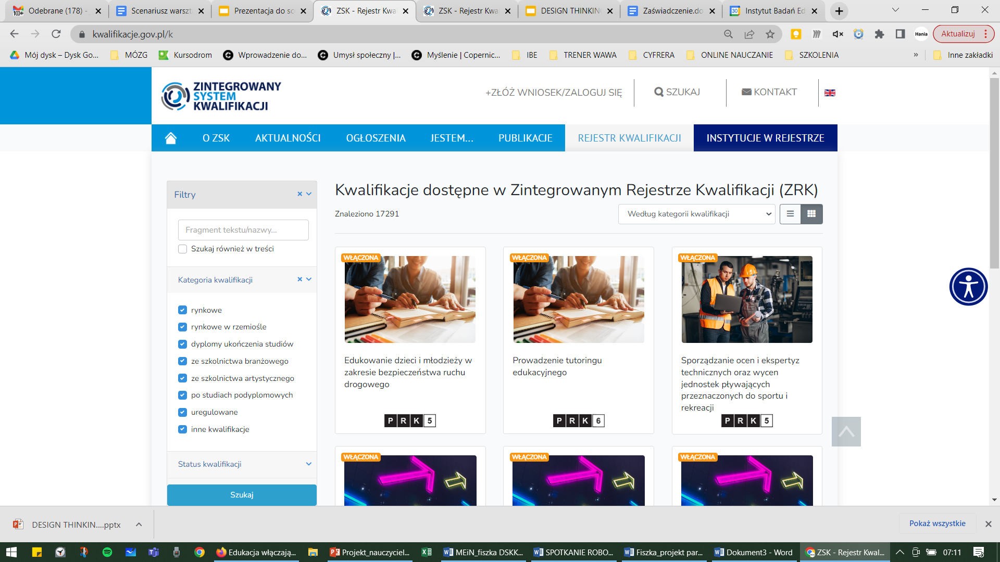 Odebrane (178) -
Scenariusz warszt
Prezentacja do sc
ZSK - Rejestr Kwa
ZSK - Rejestr Kwa
DESIGN THINKIN
Zaświadczenie.do
Instytut Badań Ed
kwalifikacje.gov.pl/k
Hania
Aktualizuj
Mój dysk – Dysk Go...
MÓZG
Kursodrom
Wprowadzenie do...
Umysł społeczny |...
Myślenie | Copernic...
IBE
TRENER WAWA
CYFRERA
ONLINE NAUCZANIE
SZKOLENIA
»
Inne zakładki
ZINTEGROWANY
SYSTEM
KWALIFIKACJI
+ZŁÓŻ WNIOSEK/ZALOGUJ SIĘ
SZUKAJ
KONTAKT
O ZSK
AKTUALNOŚCI
OGŁOSZENIA
JESTEM...
PUBLIKACJE
REJESTR KWALIFIKACJI
INSTYTUCJE W REJESTRZE
Filtry
Fragment tekstu/nazwy...
Szukaj również w treści
Kategoria kwalifikacji
rynkowe
rynkowe w rzemiośle
dyplomy ukończenia studiów
ze szkolnictwa branżowego
ze szkolnictwa artystycznego
po studiach podyplomowych
uregulowane
inne kwalifikacje
Status kwalifikacji
Szukaj
Kwalifikacje dostępne w Zintegrowanym Rejestrze Kwalifikacji (ZRK)
Znaleziono 17291
Według kategorii kwalifikacji
WŁĄCZONA
Edukowanie dzieci i młodzieży w
zakresie bezpieczeństwa ruchu
drogowego
PRK5
WŁĄCZONA
Prowadzenie tutoringu
edukacyjnego
PRK6
WŁĄCZONA
Sporządzanie ocen i ekspertyz
technicznych oraz wycen
jednostek pływających
przeznaczonych do sportu i
rekreacji
PRK5
WŁĄCZONA
WŁĄCZONA
WŁĄCZONA
DESIGN THINKIN....pptx
Pokaż wszystkie
Edukacja włączają...
Projekt_nauczyciel...
MEiN_fiszka DSKK...
SPOTKANIE ROBO...
Fiszka_projekt par...
Dokument3 - Word
ZSK - Rejestr Kwal...
07:11